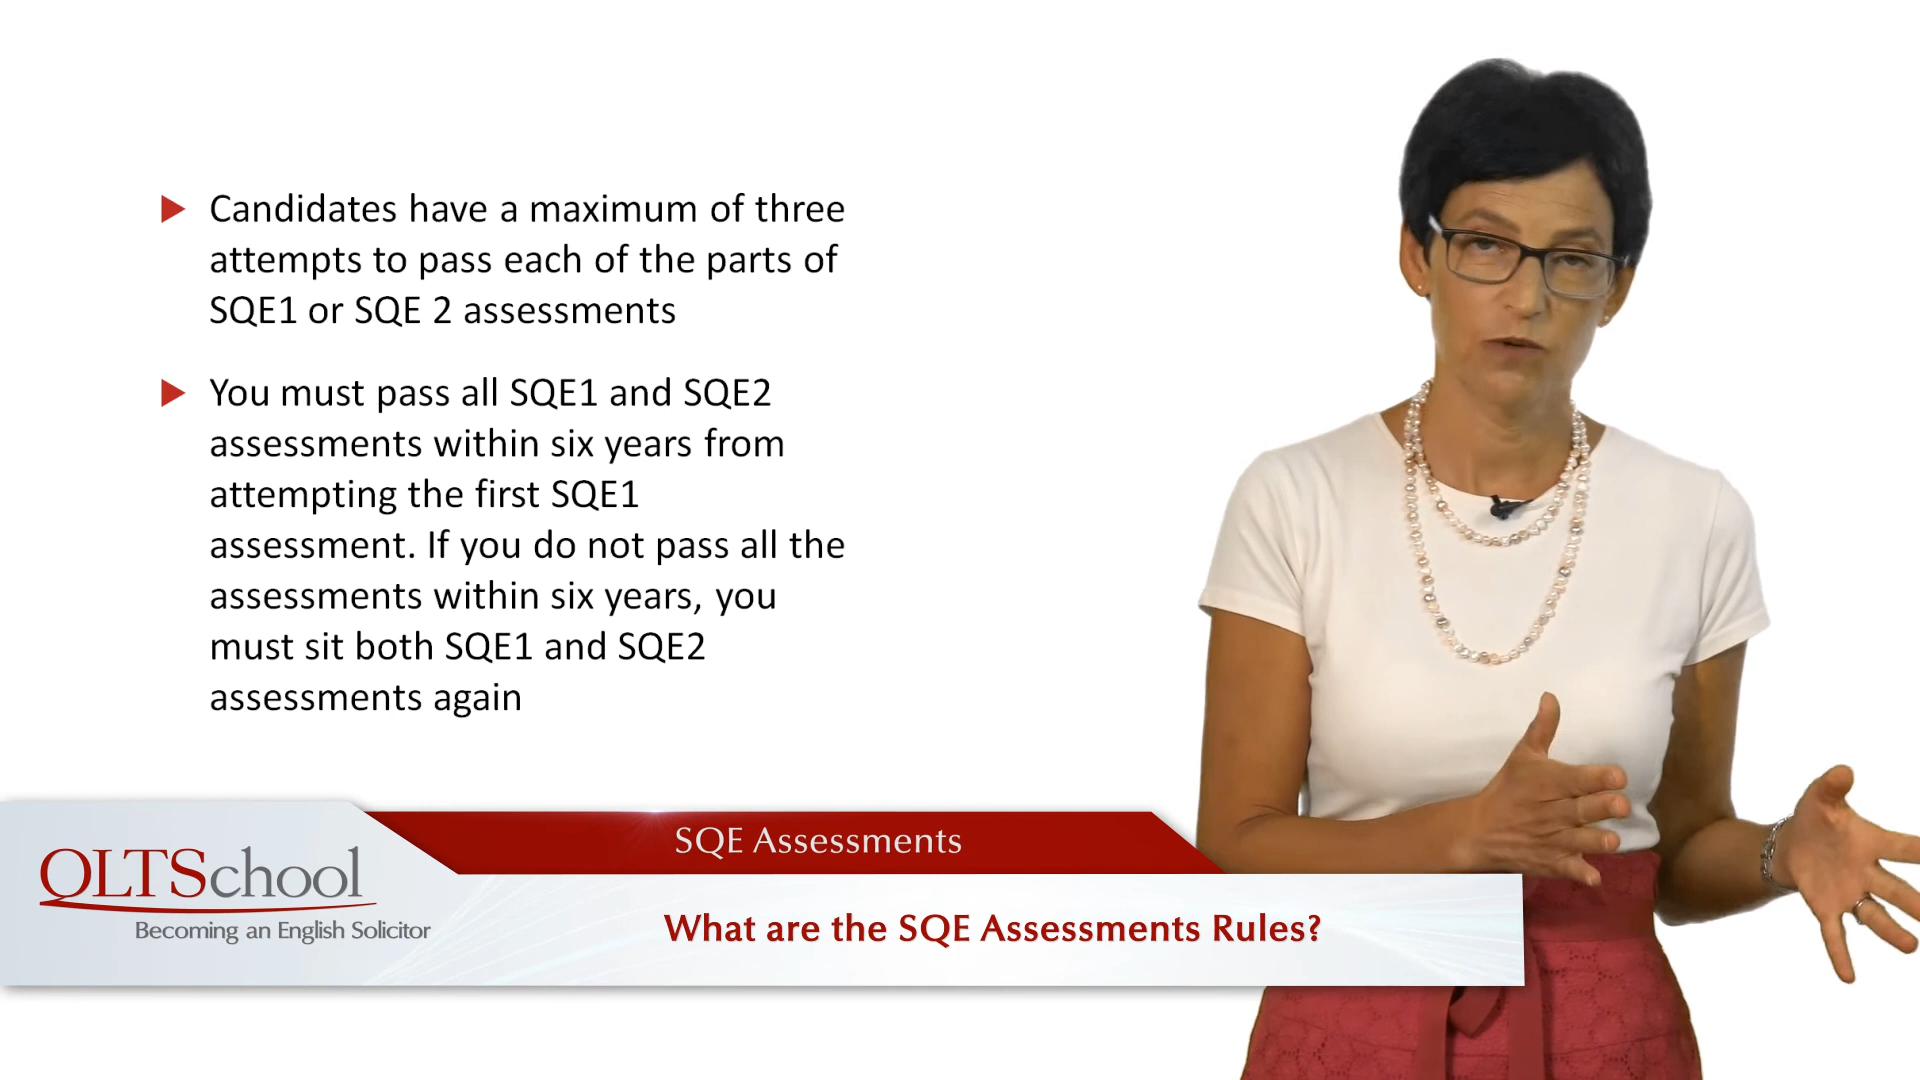 Candidates have a maximum of three
attempts to pass each of the parts of
SQE1 or SQE 2 assessments
You must pass all SQE1 and SQE2
assessments within six years from
attempting the first SQE1
assessment. If you do not pass all the
assessments within six years, you
must sit both SQE1 and SQE2
assessments again
SQE Assessments
QLTSchool
Becoming an English Solicitor
What are the SQE Assessments Rules?